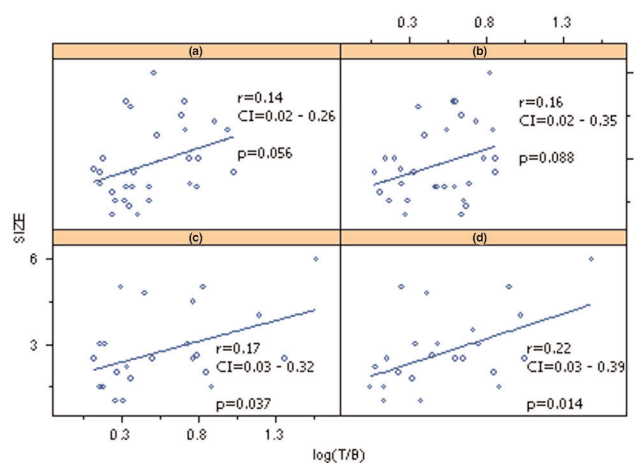 0.3 0.8 1.3
(a) (b)
r=0.14
CI=0.02 - 0.26
p=0.056
r=0.16
CI=0.02 - 0.35
p=0.088
SIZE
(c) (d)
6
3
r=0.17
CI=0.03 - 0.32
p=0.037
r=0.22
CI=0.03 - 0.39
p=0.014
0.3 0.8 1.3
log(T/B)